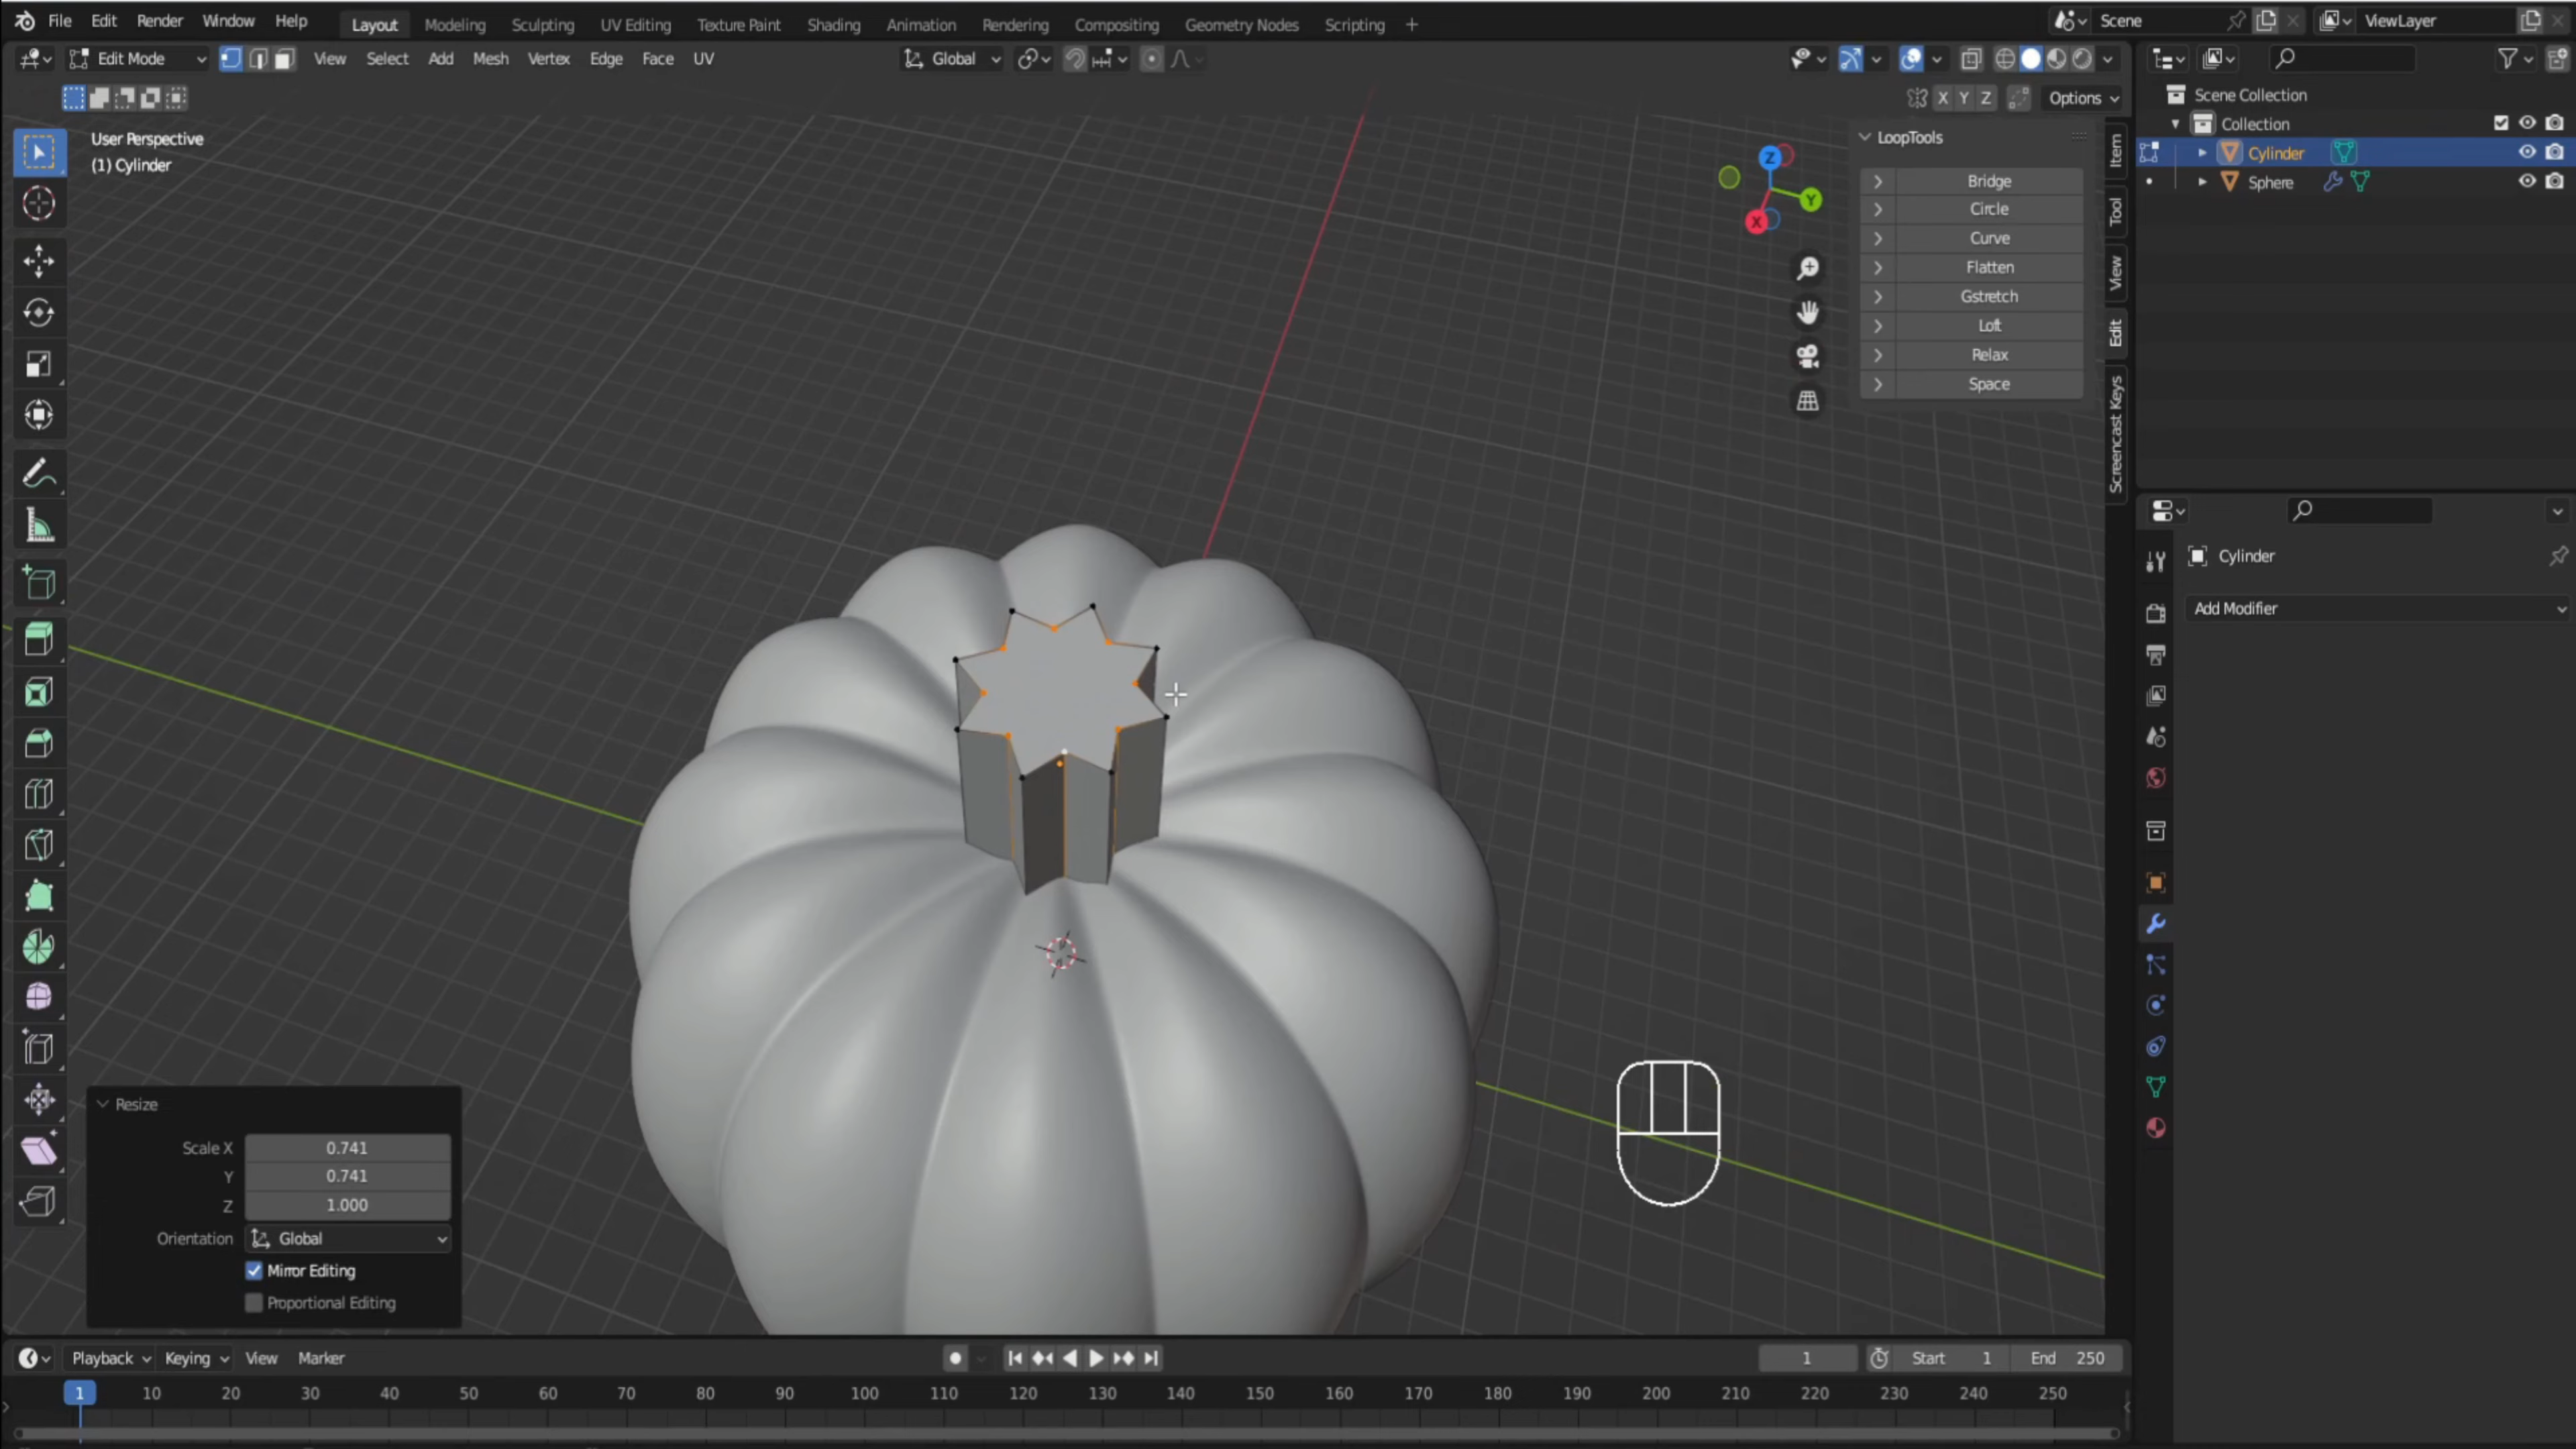 File Edit Render Window Help Layout Modeling Sculpting UV Editing Texture Paint Shading Animation Rendering Compositing Geometry Nodes Scripting + Scene ViewLayer
Edit Mode View Select Add Mesh Vertex Edge Face UV Global
X Y Z Options
User Perspective
(1) Cylinder
Z
Y
X
LoopTools
Bridge
Circle
Curve
Flatten
Gstretch
Loft
Relax
Space
Item
Tool
View
Edit
Screencast Keys
Scene Collection
Collection
Cylinder
Sphere
Cylinder
Add Modifier
Resize
Scale X 0.741
Y 0.741
Z 1.000
Orientation Global
Mirror Editing
Proportional Editing
Playback Keying View Marker 1 Start 1 End 250
1 10 20 30 40 50 60 70 80 90 100 110 120 130 140 150 160 170 180 190 200 210 220 230 240 250